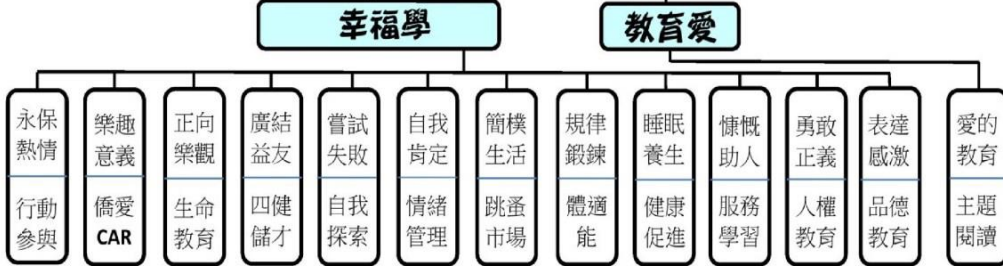 幸福學
教育愛
永保
熱情
行動
參與
樂趣
意義
僑愛
CAR
正向
樂觀
生命
教育
廣結
益友
四健
儲才
嘗試
失敗
自我
探索
自我
肯定
情緒
管理
簡樸
生活
跳蚤
市場
規律
鍛鍊
體適
能
睡眠
養生
健康
促進
慷慨
助人
服務
學習
勇敢
正義
人權
教育
表達
感激
品德
教育
愛的
教育
主題
閱讀